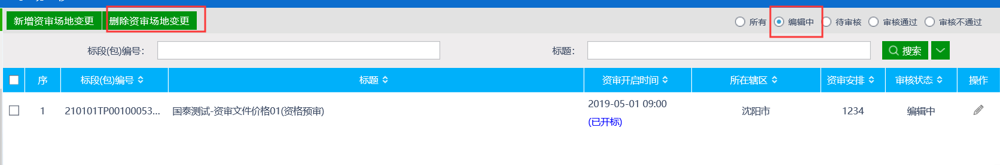 新增资审场地变更 删除资审场地变更 所有 编辑中 待审核 审核通过 审核不通过
标段(包)编号: 标题: 搜索
序 标段(包)编号 标题 资审开启时间 所在辖区 资审安排 审核状态 操作
1 210101TP00100053... 国泰测试-资审文件价格01(资格预审) 2019-05-01 09:00 沈阳市 1234 编辑中
(已开标)